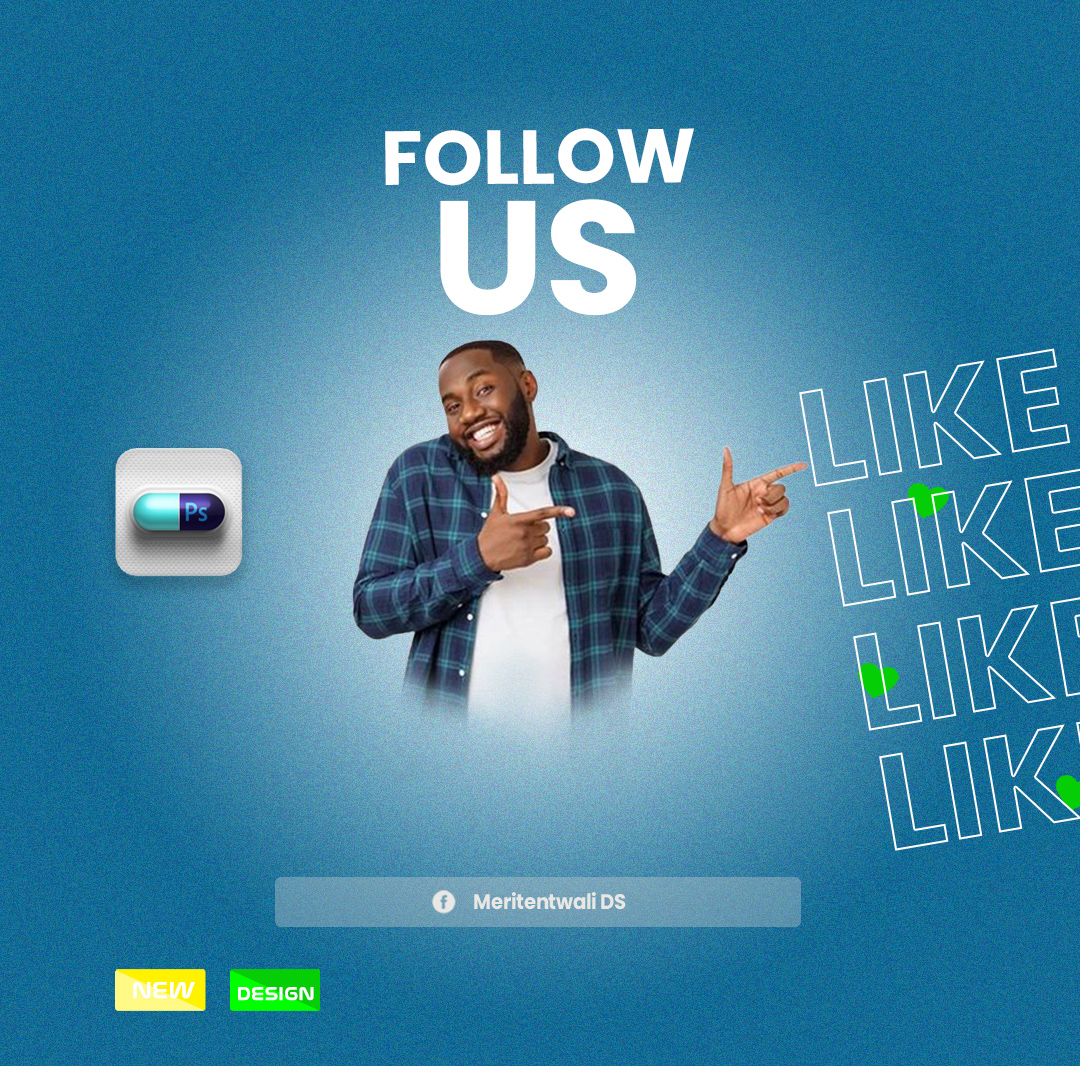 FOLLOW
US
Ps
LIKE
LIKE
LIKE
LIK
Meritentwali DS
NEW
DESIGN